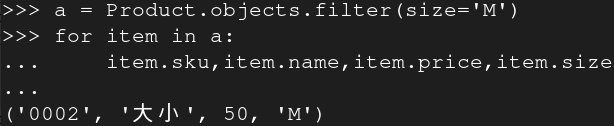 >>> a = Product.objects.filter(size='M')
>>> for item in a:
...     item.sku,item.name,item.price,item.size
...
('0002', '大小', 50, 'M')